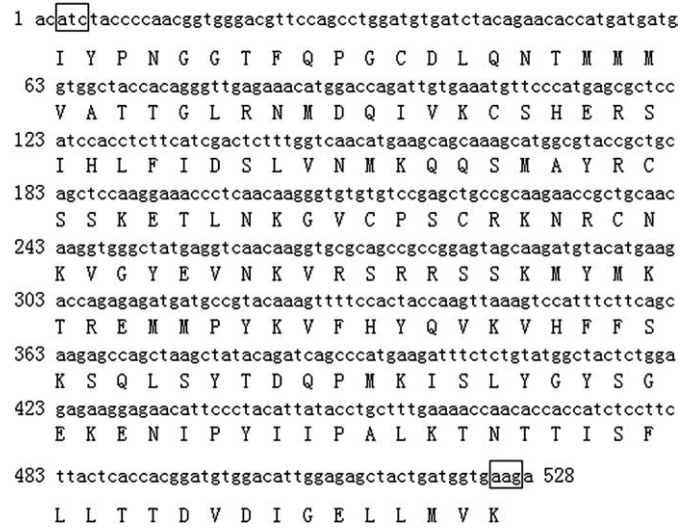 1 acatctaccccaacggtgggacgttccagcctggatgtgatctacagaacaccatgatgatg
I Y P N G G T F Q P G C D L Q N T M M M
63 gtggctaccacagggttgagaaacatggaccagattgtgaaatgttcccatgagcgctcc
V A T T G L R N M D Q I V K C S H E R S
123 atccacctcttcatcgactctttggtcaacatgaagcagcaaagcatggcgtaccgctgc
I H L F I D S L V N M K Q Q S M A Y R C
183 agctccaaggaaaccctcaacaagggtgtgtgtccgagctgccgcaagaaccgctgcaac
S S K E T L N K G V C P S C R K N R C N
243 aaggtgggctatgaggtcaacaaggtgcgcagccgccggagtagcaagatgtacatgaag
K V G Y E V N K V R S R R S S K M Y M K
303 accagagagatgatgccgtacaaagttttccactaccaagttaaagtccatttcttcagc
T R E M M P Y K V F H Y Q V K V H F F S
363 aagagccagctaagctatacagatcagcccatgaagatttctctgtatggctactctgga
K S Q L S Y T D Q P M K I S L Y G Y S G
423 gagaaggagaacattccctacattatacctgctttgaaaaccaacaccaccatctccttc
E K E N I P Y I I P A L K T N T T I S F
483 ttactcaccacggatgtggacattggagagctactgatggtgaaga 528
L L T T D V D I G E L L M V K